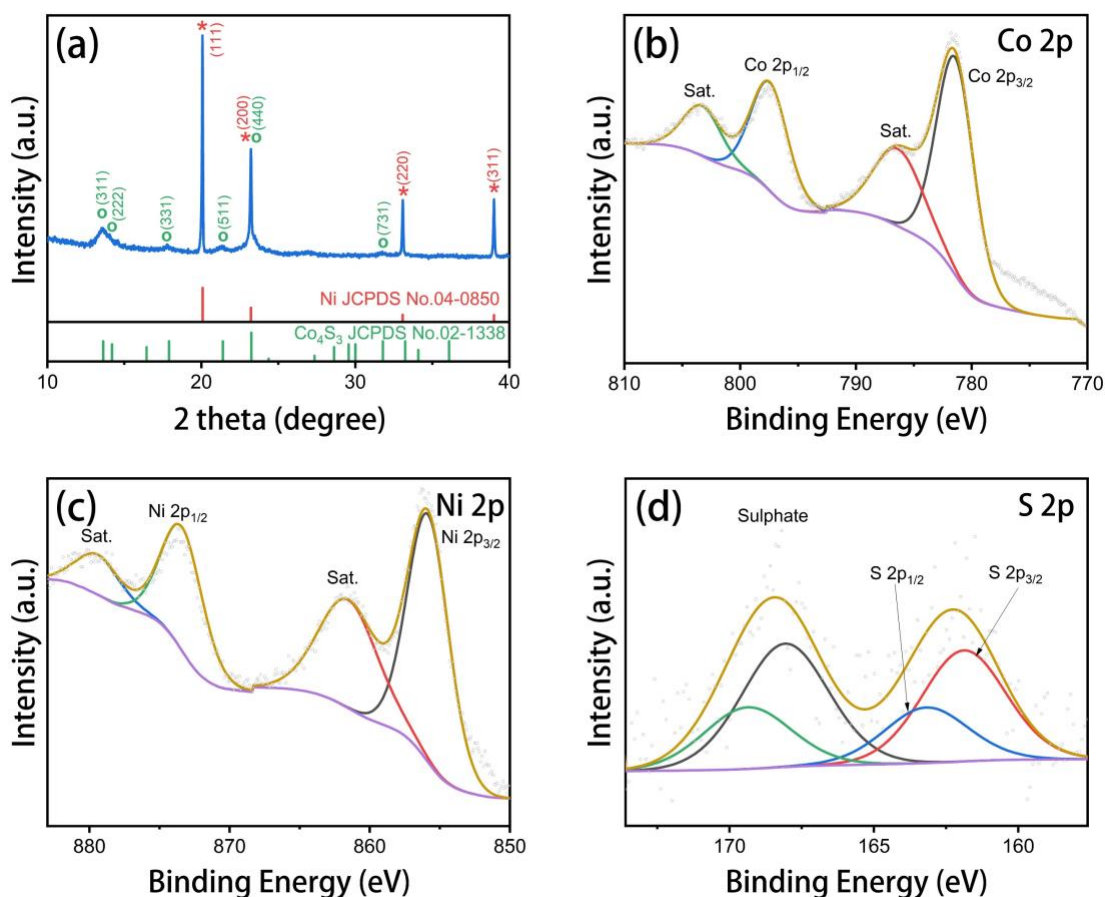 (a)
* (111)
*(200)
o(440)
o(311)
o(222)
o(331)
o(511)
o(731)
*(220)
*(311)
Ni JCPDS No.04-0850
Co₄S₃ JCPDS No.02-1338
10 20 30 40
2 theta (degree)
Intensity (a.u.)
(b)
Co 2p
Sat.
Co 2p₁/₂
Sat.
Co 2p₃/₂
810 800 790 780 770
Binding Energy (eV)
Intensity (a.u.)
(c)
Ni 2p
Sat.
Ni 2p₁/₂
Sat.
Ni 2p₃/₂
880 870 860 850
Binding Energy (eV)
Intensity (a.u.)
(d)
S 2p
Sulphate
S 2p₁/₂
S 2p₃/₂
170 165 160
Binding Energy (eV)
Intensity (a.u.)